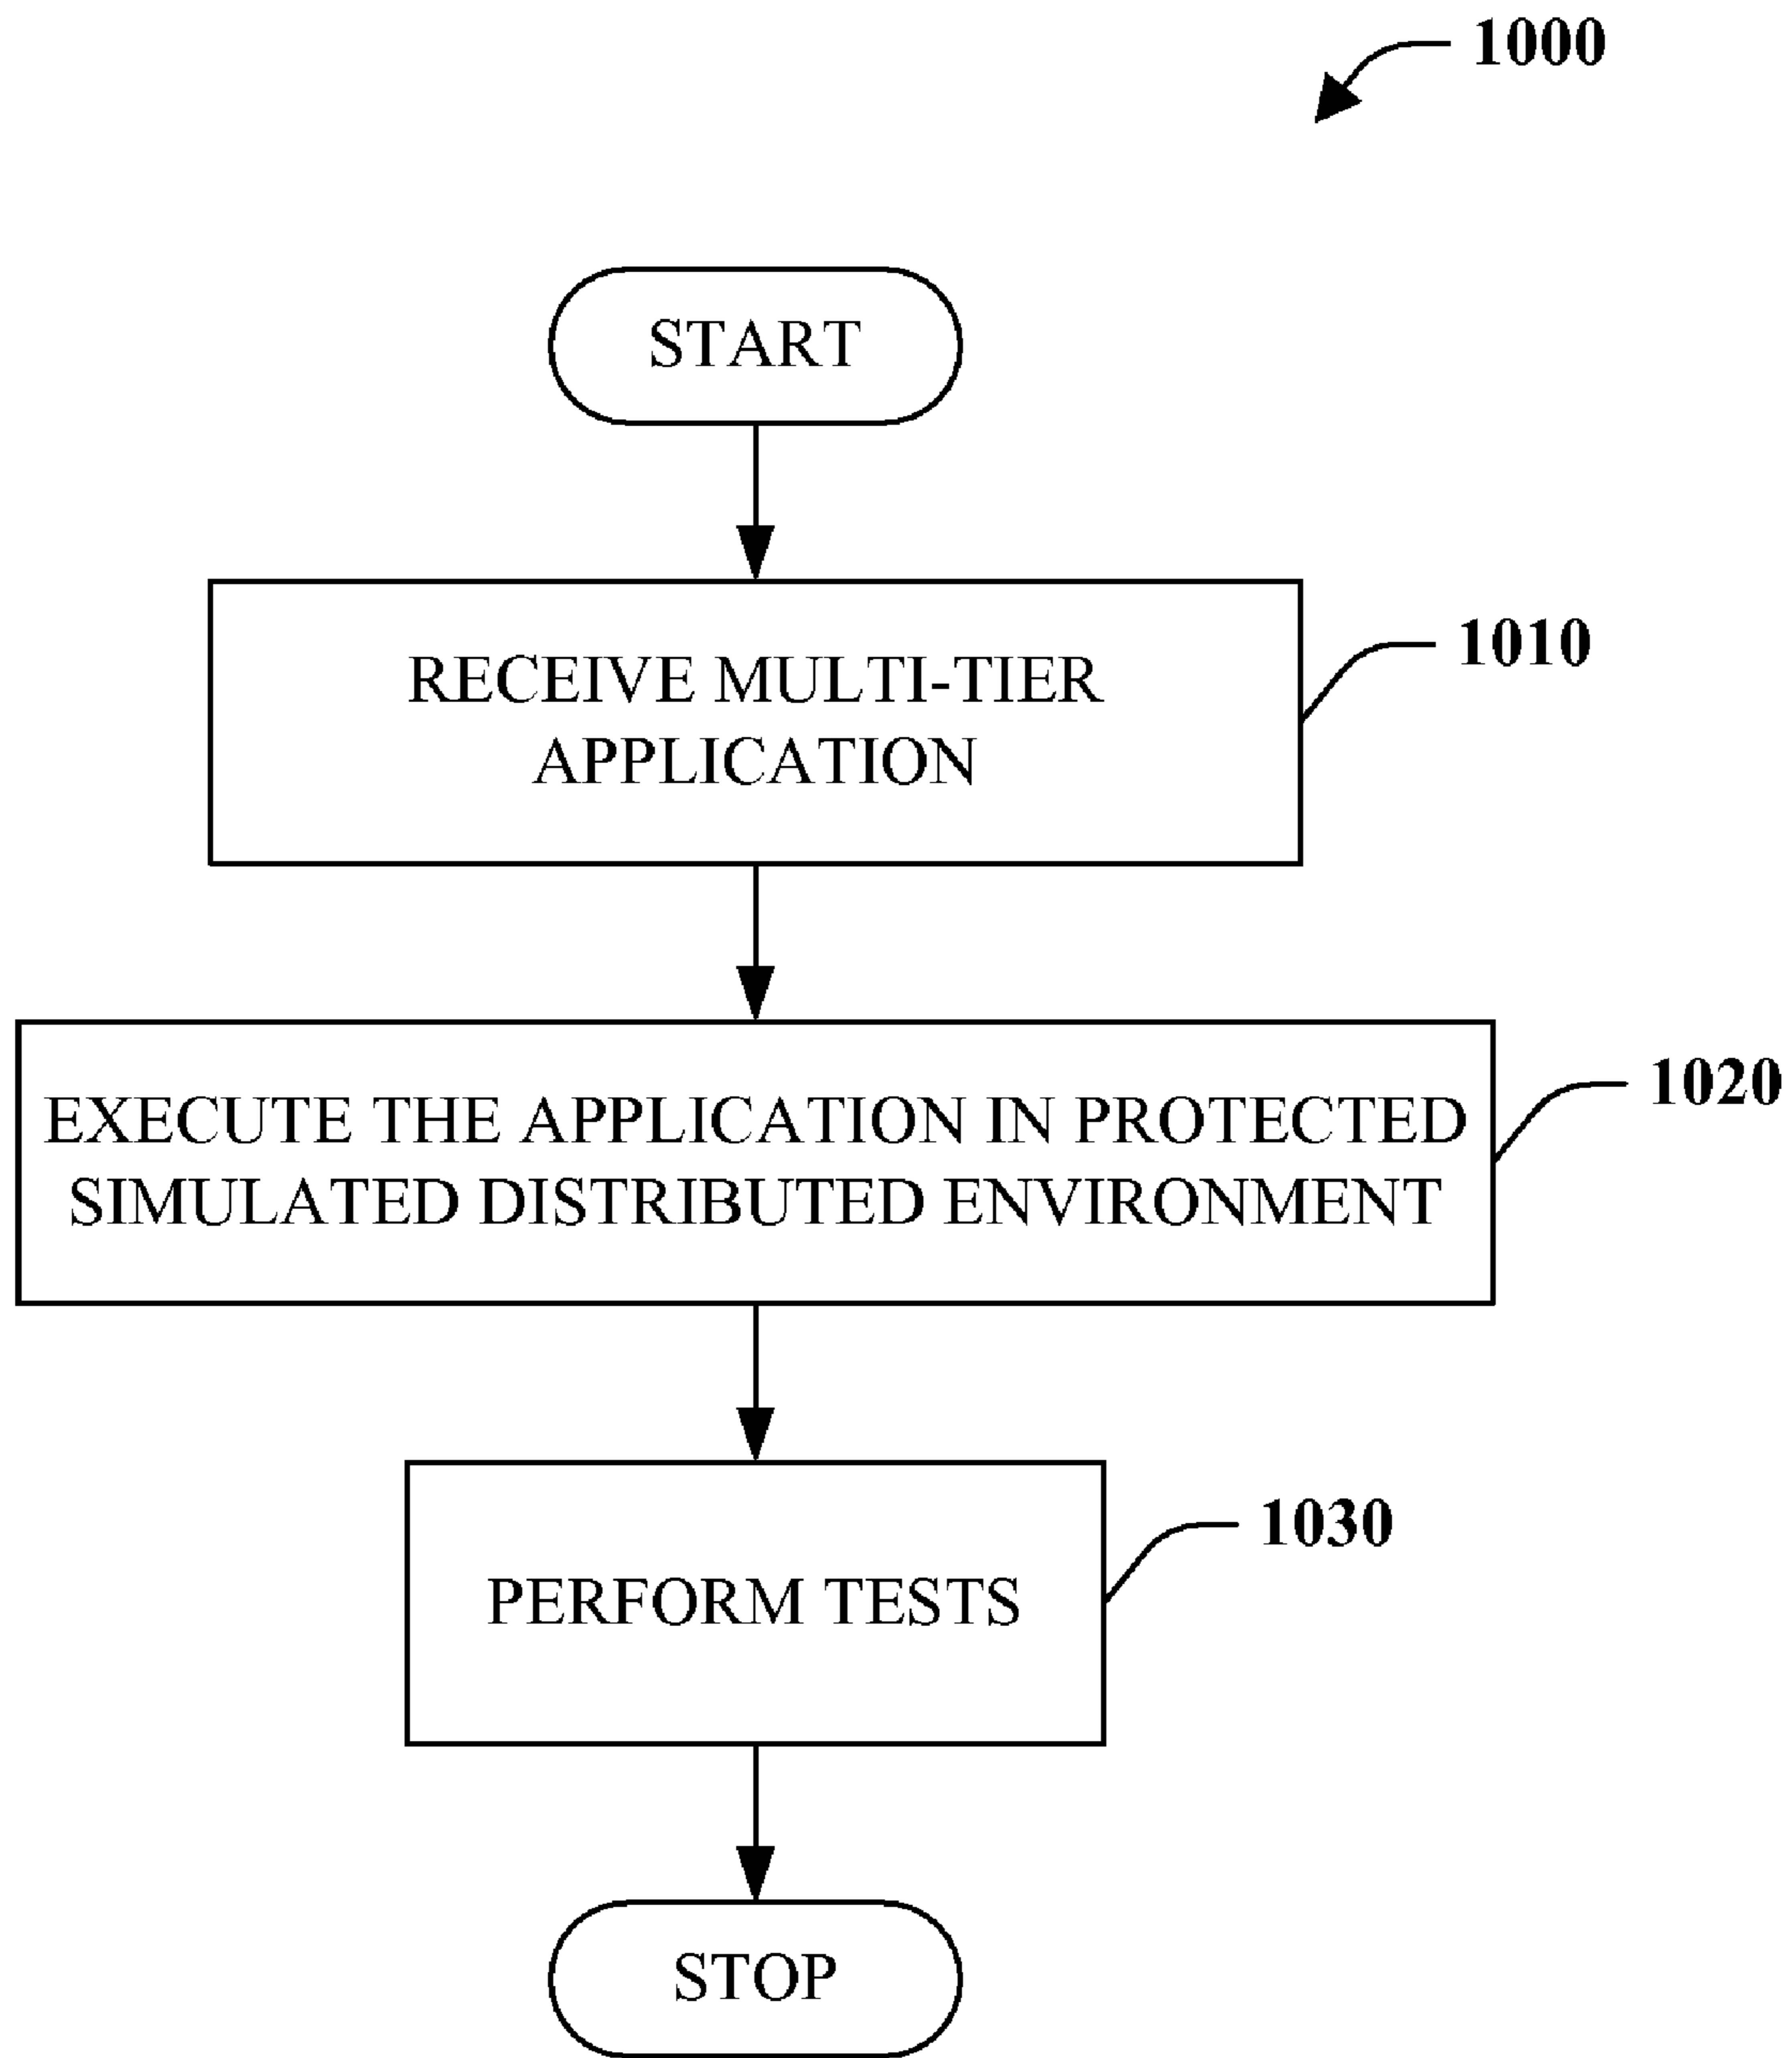 1000
START
RECEIVE MULTI-TIER
APPLICATION
1010
EXECUTE THE APPLICATION IN PROTECTED
SIMULATED DISTRIBUTED ENVIRONMENT
1020
PERFORM TESTS
1030
STOP